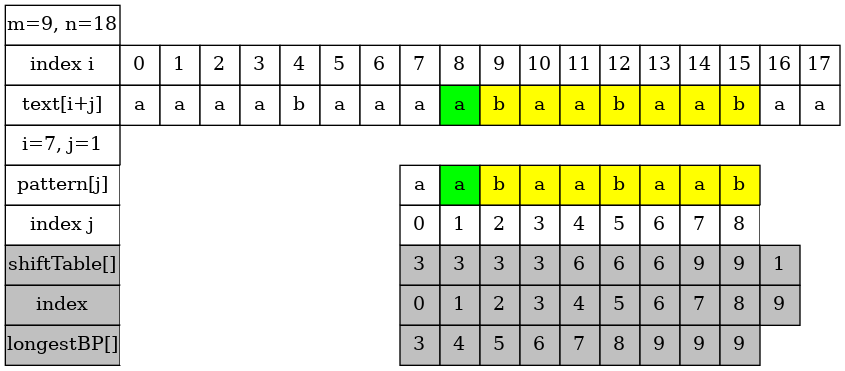 m=9, n=18
index i 0 1 2 3 4 5 6 7 8 9 10 11 12 13 14 15 16 17
text[i+j] a a a a b a a a a b a a b a a b a a
i=7, j=1
pattern[j] a a b a a b a a b
index j 0 1 2 3 4 5 6 7 8
shiftTable[] 3 3 3 3 6 6 6 9 9 1
index 0 1 2 3 4 5 6 7 8 9
longestBP[] 3 4 5 6 7 8 9 9 9